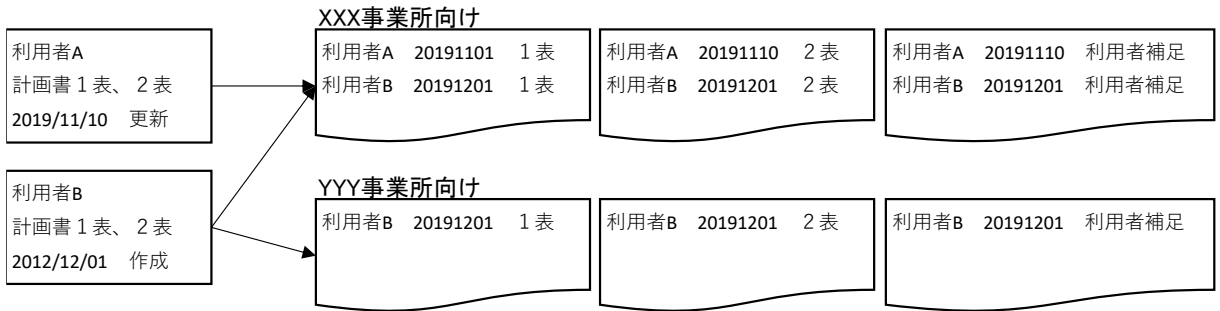 利用者A
計画書１表、２表
2019/11/10　更新
利用者B
計画書１表、２表
2012/12/01　作成
XXX事業所向け
利用者A　20191101　１表
利用者B　20191201　１表
利用者A　20191110　２表
利用者B　20191201　２表
利用者A　20191110　利用者補足
利用者B　20191201　利用者補足
YYY事業所向け
利用者B　20191201　１表
利用者B　20191201　２表
利用者B　20191201　利用者補足